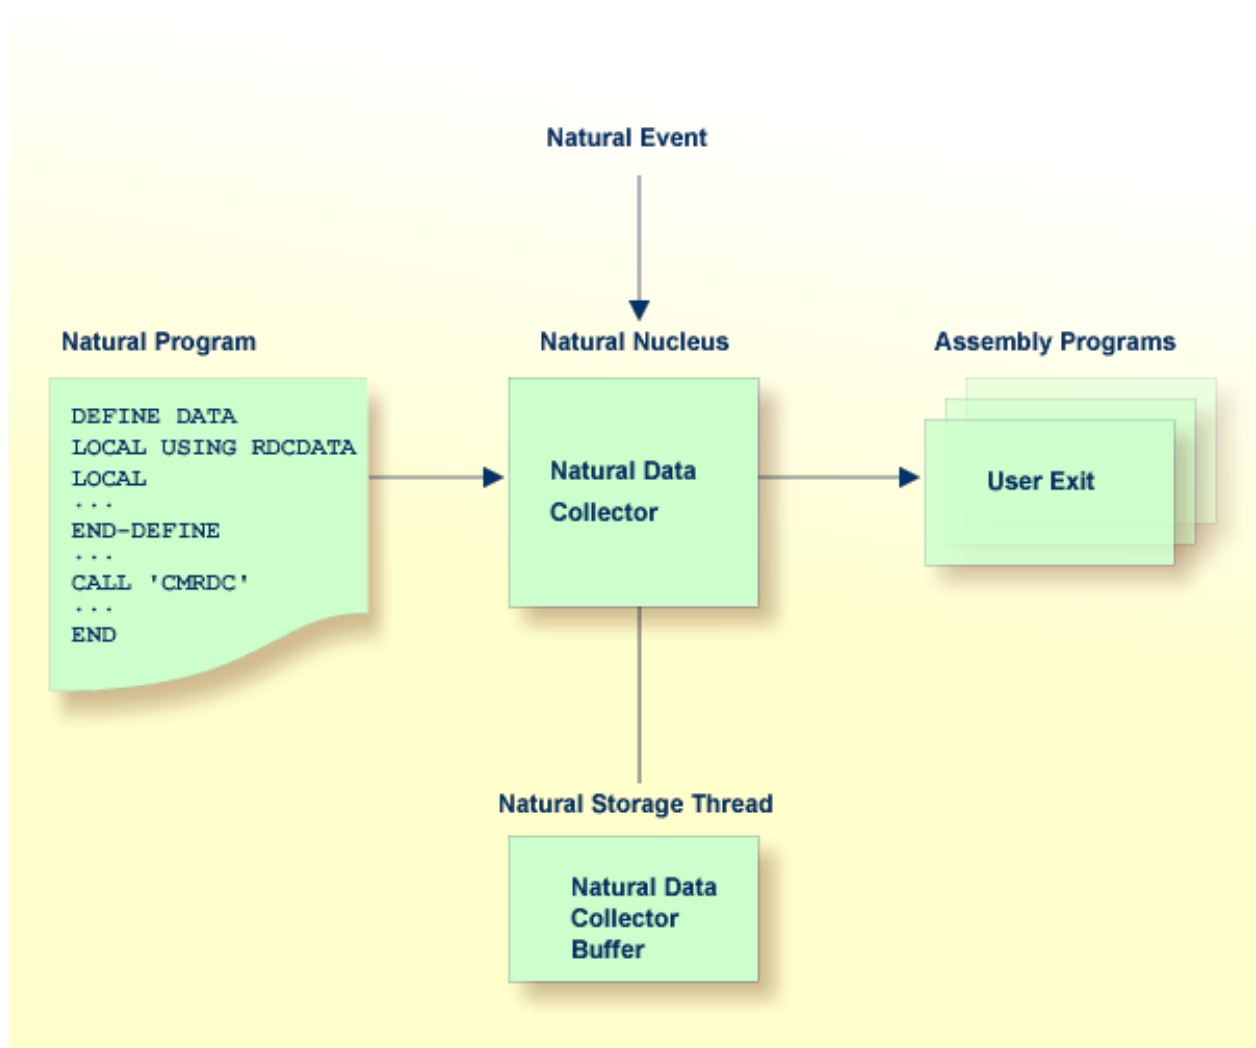 Natural Event
Natural Program
Natural Nucleus
Assembly Programs
DEFINE DATA
LOCAL USING RDCDATA
LOCAL
...
END-DEFINE
...
CALL 'CMRDC'
...
END
Natural Data
Collector
User Exit
Natural Storage Thread
Natural Data
Collector
Buffer